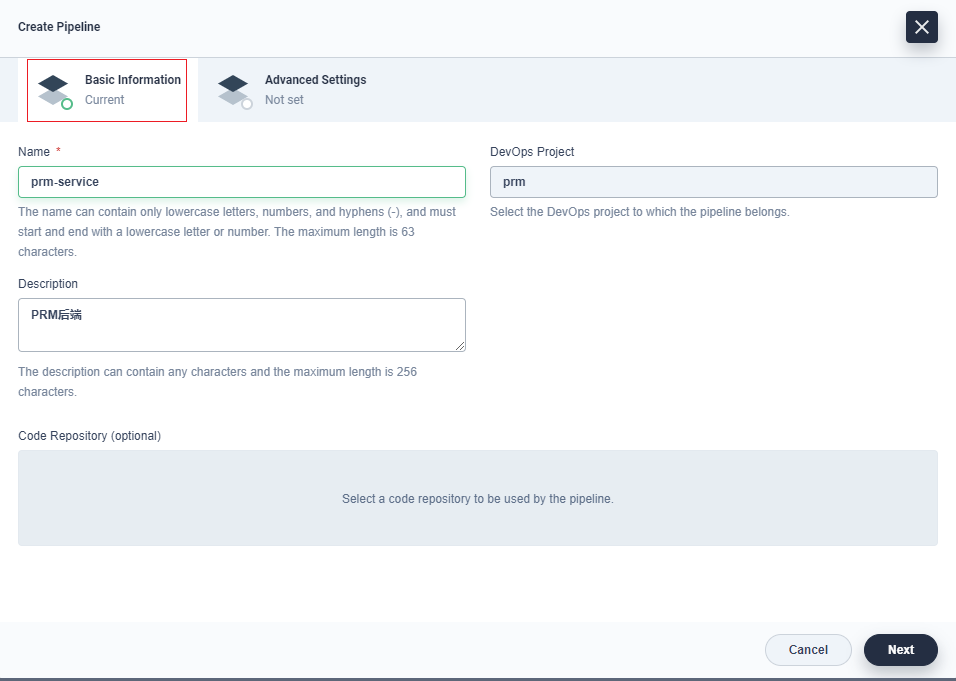 Create Pipeline
Basic Information
Current
Advanced Settings
Not set
Name *
prm-service
The name can contain only lowercase letters, numbers, and hyphens (-), and must
start and end with a lowercase letter or number. The maximum length is 63
characters.
DevOps Project
prm
Select the DevOps project to which the pipeline belongs.
Description
PRM后端
The description can contain any characters and the maximum length is 256
characters.
Code Repository (optional)
Select a code repository to be used by the pipeline.
Cancel
Next